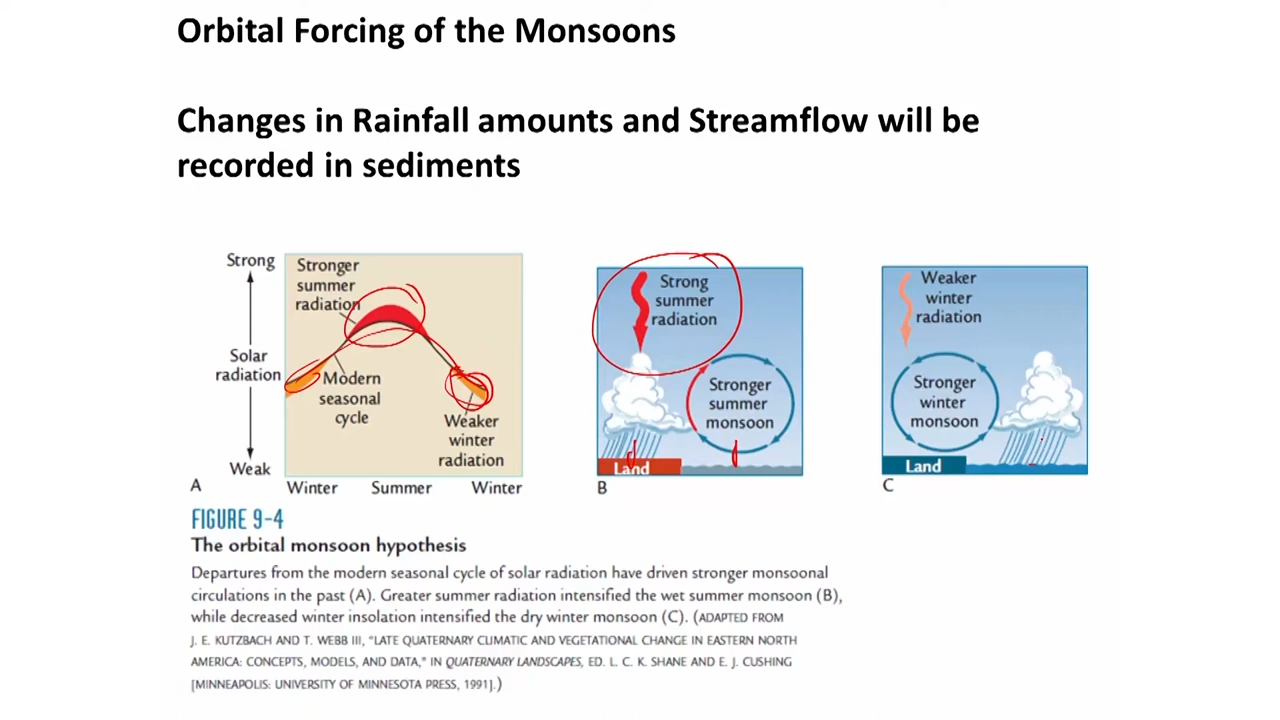 Orbital Forcing of the Monsoons
Changes in Rainfall amounts and Streamflow will be
recorded in sediments
Strong
Solar
radiation
Weak
Stronger
summer
radiation
Modern
seasonal
cycle
Weaker
winter
radiation
A
Winter
Summer
Winter
Strong
summer
radiation
Stronger
summer
monsoon
Land
B
Weaker
winter
radiation
Stronger
winter
monsoon
Land
C
FIGURE 9-4
The orbital monsoon hypothesis
Departures from the modern seasonal cycle of solar radiation have driven stronger monsoonal
circulations in the past (A). Greater summer radiation intensified the wet summer monsoon (B),
while decreased winter insolation intensified the dry winter monsoon (C). (ADAPTED FROM
J. E. KUTZBACH AND T. WEBB III, "LATE QUATERNARY CLIMATIC AND VEGETATIONAL CHANGE IN EASTERN NORTH
AMERICA: CONCEPTS, MODELS, AND DATA," IN QUATERNARY LANDSCAPES, ED. L. C. K. SHANE AND E. J. CUSHING
[MINNEAPOLIS: UNIVERSITY OF MINNESOTA PRESS, 1991].)